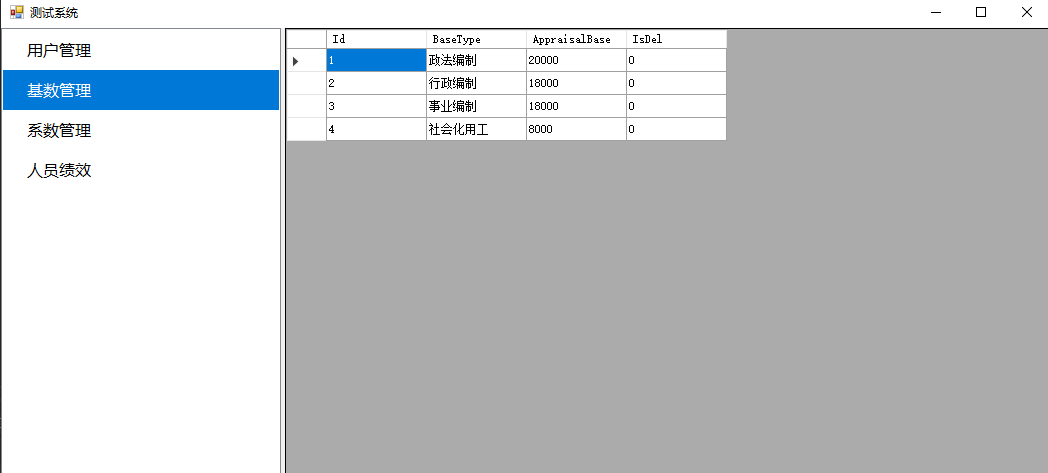 测试系统
用户管理
基数管理
系数管理
人员绩效
Id BaseType AppraisalBase IsDel
1 政法编制 20000 0
2 行政编制 18000 0
3 事业编制 18000 0
4 社会化用工 8000 0